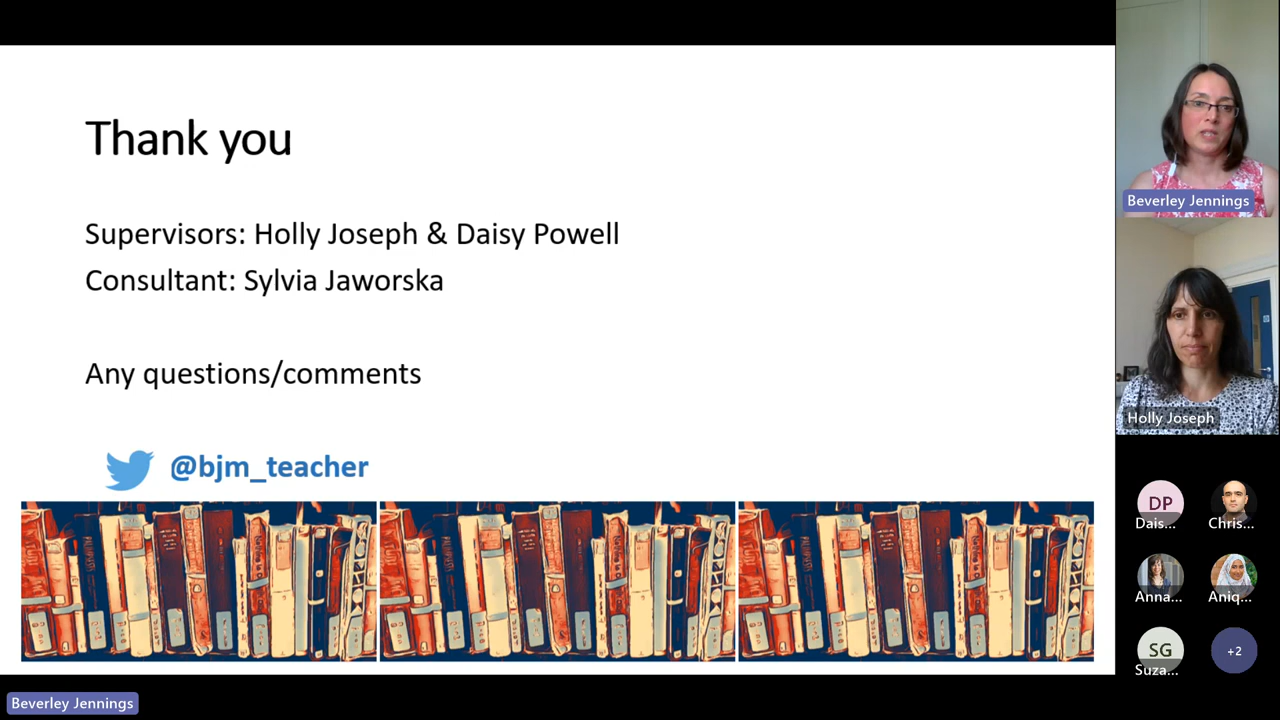 Thank you
Supervisors: Holly Joseph & Daisy Powell
Consultant: Sylvia Jaworska
Any questions/comments
@bjm_teacher
Beverley Jennings
Holly Joseph
DP
Dais...
Chris...
Anna...
Aniq...
SG
Suza...
+2
Beverley Jennings